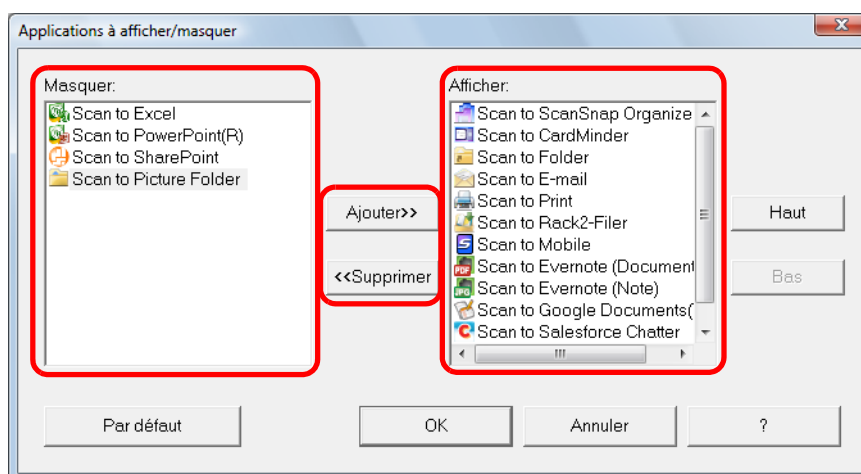 Applications à afficher/masquer
Masquer:
Scan to Excel
Scan to PowerPoint(R)
Scan to SharePoint
Scan to Picture Folder
Ajouter>>
<<Supprimer
Afficher:
Scan to ScanSnap Organize
Scan to CardMinder
Scan to Folder
Scan to E-mail
Scan to Print
Scan to Rack2-Filer
Scan to Mobile
Scan to Evernote (Document
Scan to Evernote (Note)
Scan to Google Documents(
Scan to Salesforce Chatter
Haut
Bas
Par défaut
OK
Annuler
?